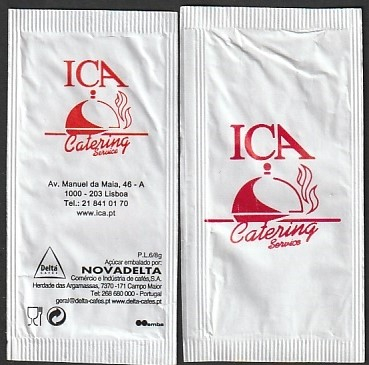 ICA
Catering
Service
Av. Manuel da Maia, 46 - A
1000 - 203 Lisboa
Tel.: 21 841 01 70
www.ica.pt
Delta
CAFÉS
P.L.6/8g
Açúcar embalado por:
NOVADELTA
Comércio e Indústria de cafés,S.A.
Herdade das Argamassas, 7370 -171 Campo Maior
Tel: 268 680 000 - Portugal
geral@delta-cafes.pt www.delta-cafes.pt
ICA
Catering
Service